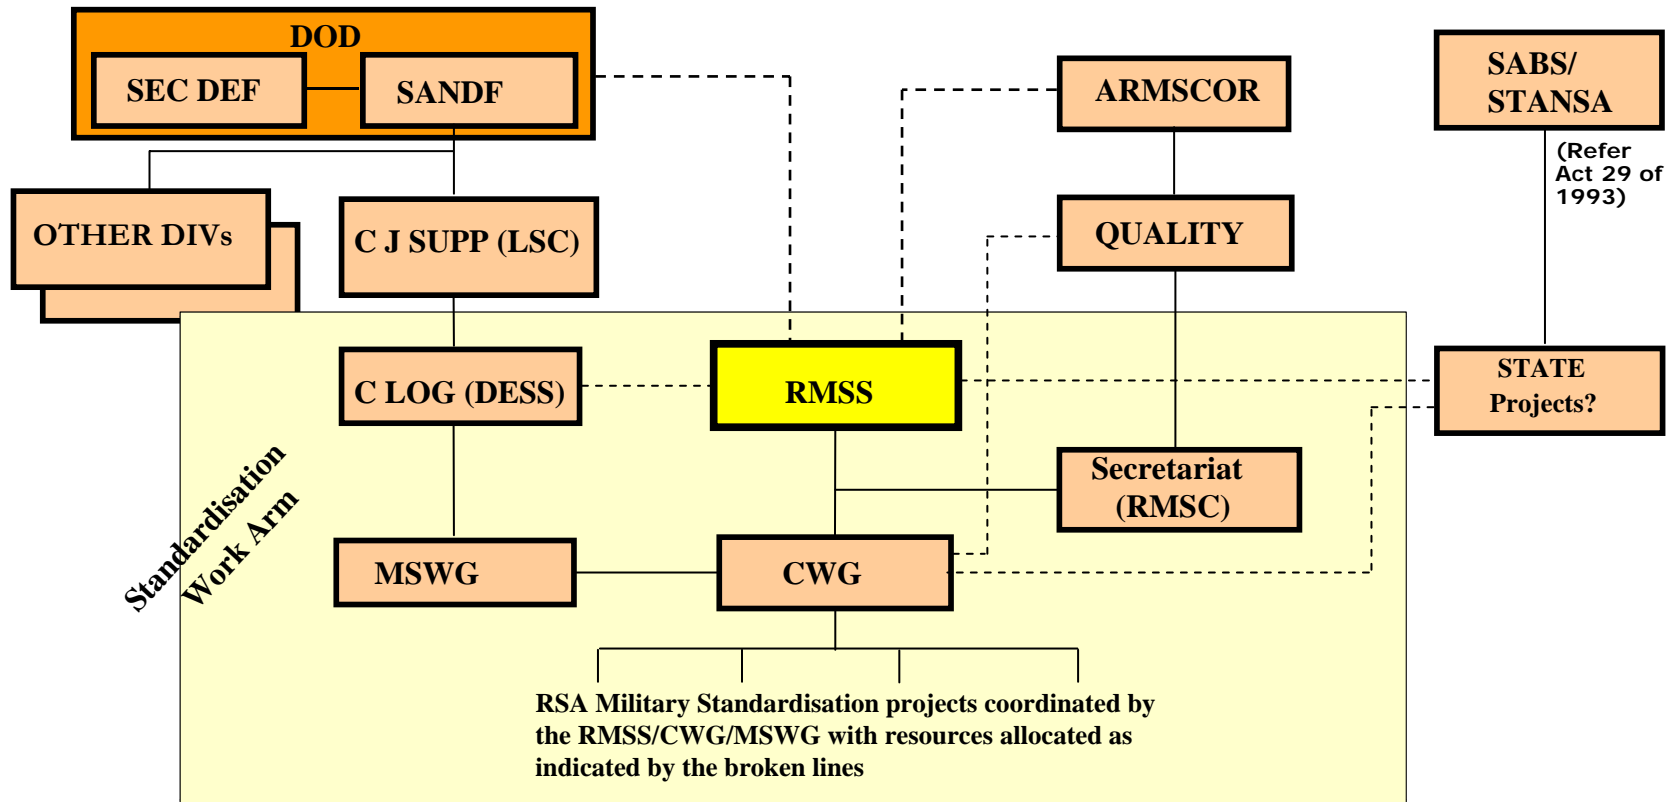 DOD
SEC DEF
SANDF
ARMSCOR
SABS/
STANSA
(Refer
Act 29 of
1993)
OTHER DIVs
C J SUPP (LSC)
QUALITY
C LOG (DESS)
RMSS
STATE
Projects?
Secretariat
(RMSC)
Standardisation
Work Arm
MSWG
CWG
RSA Military Standardisation projects coordinated by
the RMSS/CWG/MSWG with resources allocated as
indicated by the broken lines